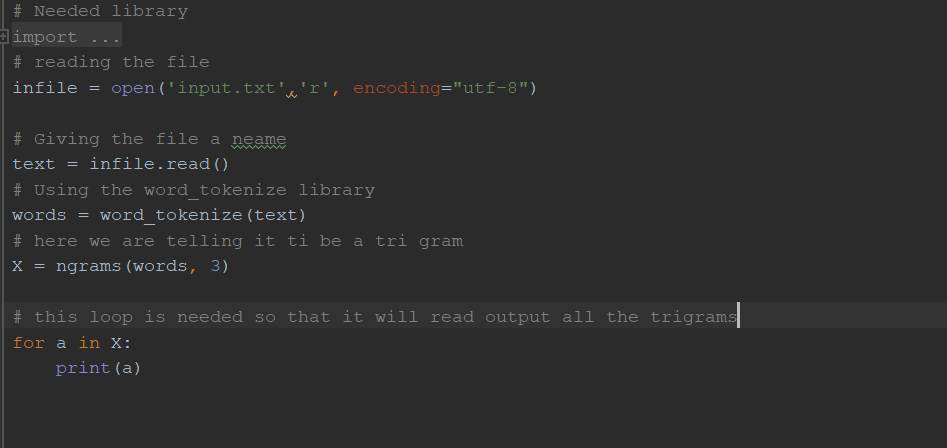 # Needed library
import ...
# reading the file
infile = open('input.txt','r', encoding="utf-8")
# Giving the file a neame
text = infile.read()
# Using the word_tokenize library
words = word_tokenize(text)
# here we are telling it ti be a tri gram
X = ngrams(words, 3)
# this loop is needed so that it will read output all the trigrams
for a in X:
    print(a)